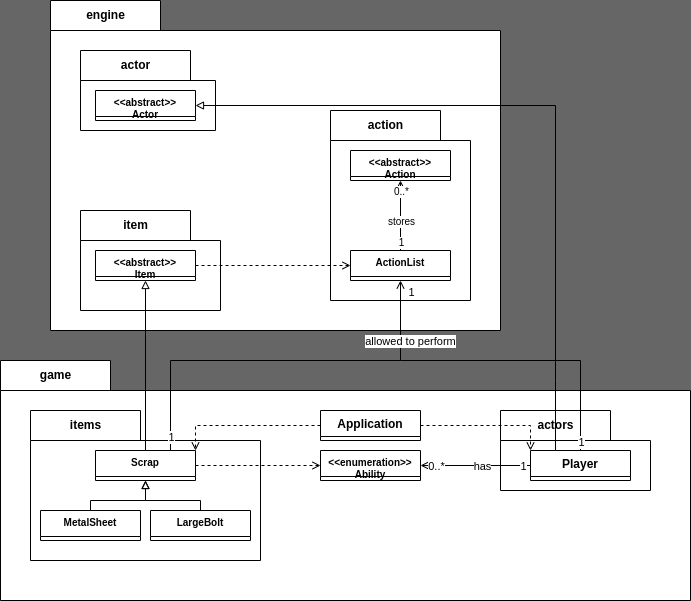 engine
actor
<<abstract>>
Actor
action
<<abstract>>
Action
0..*
stores
1
item
<<abstract>>
Item
ActionList
1
allowed to perform
game
items
Application
actors
1
1
Scrap
<<enumeration>>
Ability
0..*
has
1
Player
MetalSheet
LargeBolt